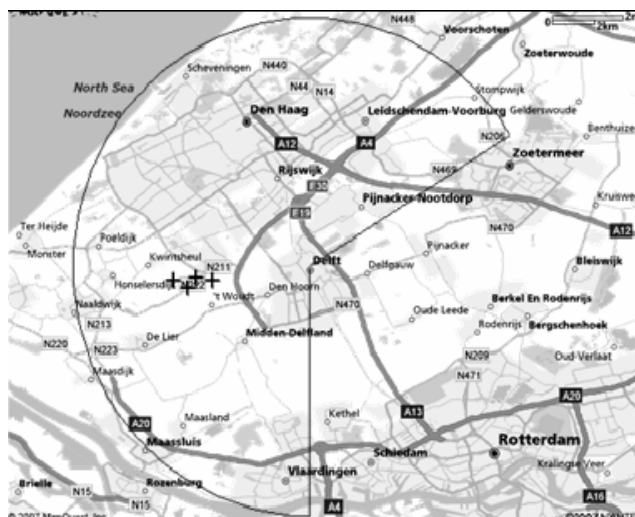 N448
Voorschoten
2km
Zoeterwoude
Scheveningen
N440
N44
N14
North Sea
Noordzee
Stompwijk
Gelderswoude
Den Haag
Leidschendam-Voorburg
N206
Benthuize
A12
A4
Zoetermeer
N469
Rijswijk
E30
Pijnacker-Nootdorp
Kruiswe
E19
N470
A12
Ter Heijde
Monster
Poeldijk
Kwintsheul
Pijnacker
N211
Delft
Delfgauw
Bleiswijk
Honselersdijk
N222
Den Hoorn
't Woudt
Naaldwijk
N470
Berkel En Rodenrijs
N213
Oude Leede
Bergschenhoek
N220
De Lier
Midden-Delfland
Rodenrijs
N223
N209
Oud-Verlaat
Maasdijk
N471
A20
Maasland
Kethel
A13
A20
Maassluis
Rotterdam
Schiedam
Kralingse Veer
Vlaardingen
Brielle
N15
Rozenburg
N15
A4
A16